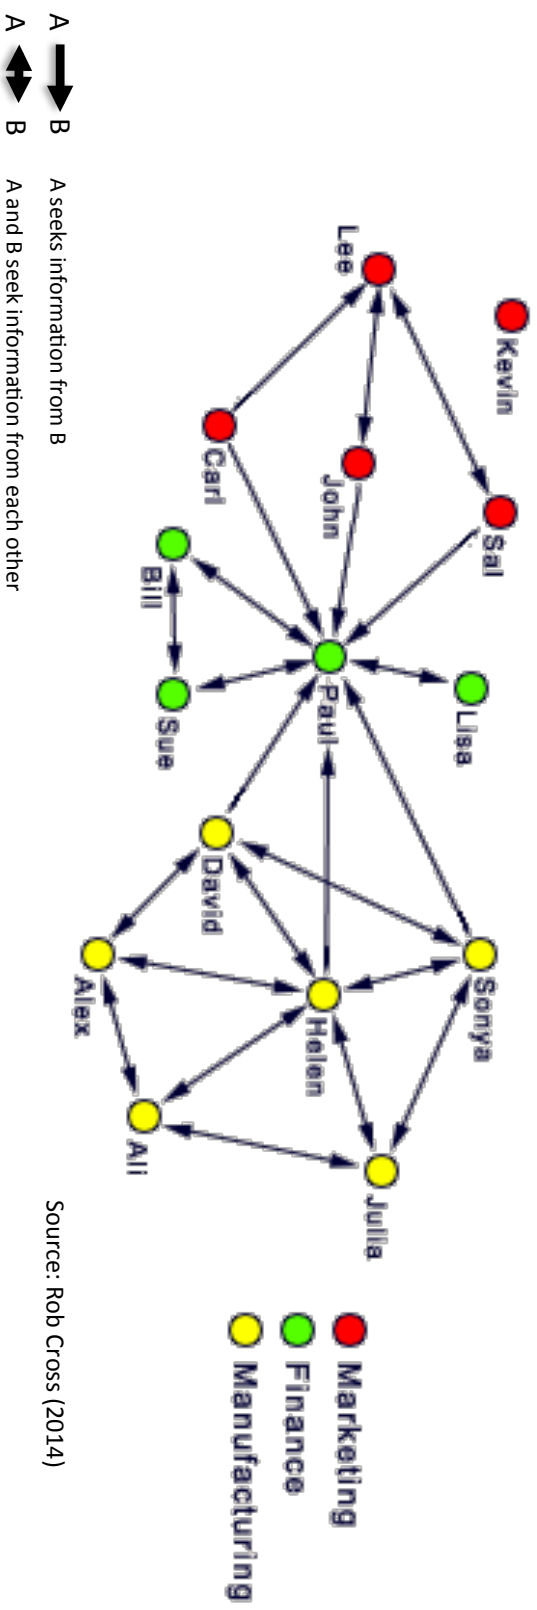 Kevin
Sal
Sonya
Lisa
Julia
Lee
Marketing
John
Paul
Helen
Finance
Manufacturing
Carl
David
Sue
Bill
Ali
Alex
A B A seeks information from B
Source: Rob Cross (2014)
A B A and B seek information from each other